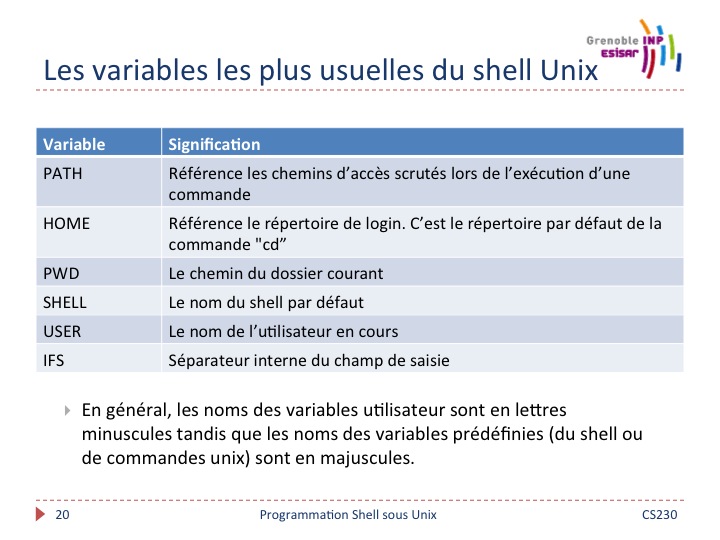 Grenoble INP
esisar
Les variables les plus usuelles du shell Unix
Variable Signification
PATH Référence les chemins d’accès scrutés lors de l’exécution d’une
commande
HOME Référence le répertoire de login. C’est le répertoire par défaut de la
commande "cd”
PWD Le chemin du dossier courant
SHELL Le nom du shell par défaut
USER Le nom de l’utilisateur en cours
IFS Séparateur interne du champ de saisie
En général, les noms des variables utilisateur sont en lettres
minuscules tandis que les noms des variables prédéfinies (du shell ou
de commandes unix) sont en majuscules.
20 Programmation Shell sous Unix CS230